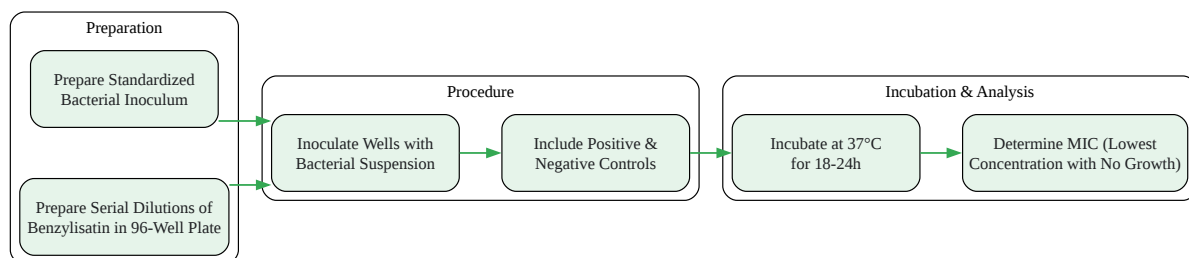 Preparation
Prepare Standardized
Bacterial Inoculum
Prepare Serial Dilutions of
Benzylisatin in 96-Well Plate
Procedure
Inoculate Wells with
Bacterial Suspension
Include Positive &
Negative Controls
Incubation & Analysis
Incubate at 37°C
for 18-24h
Determine MIC (Lowest
Concentration with No Growth)